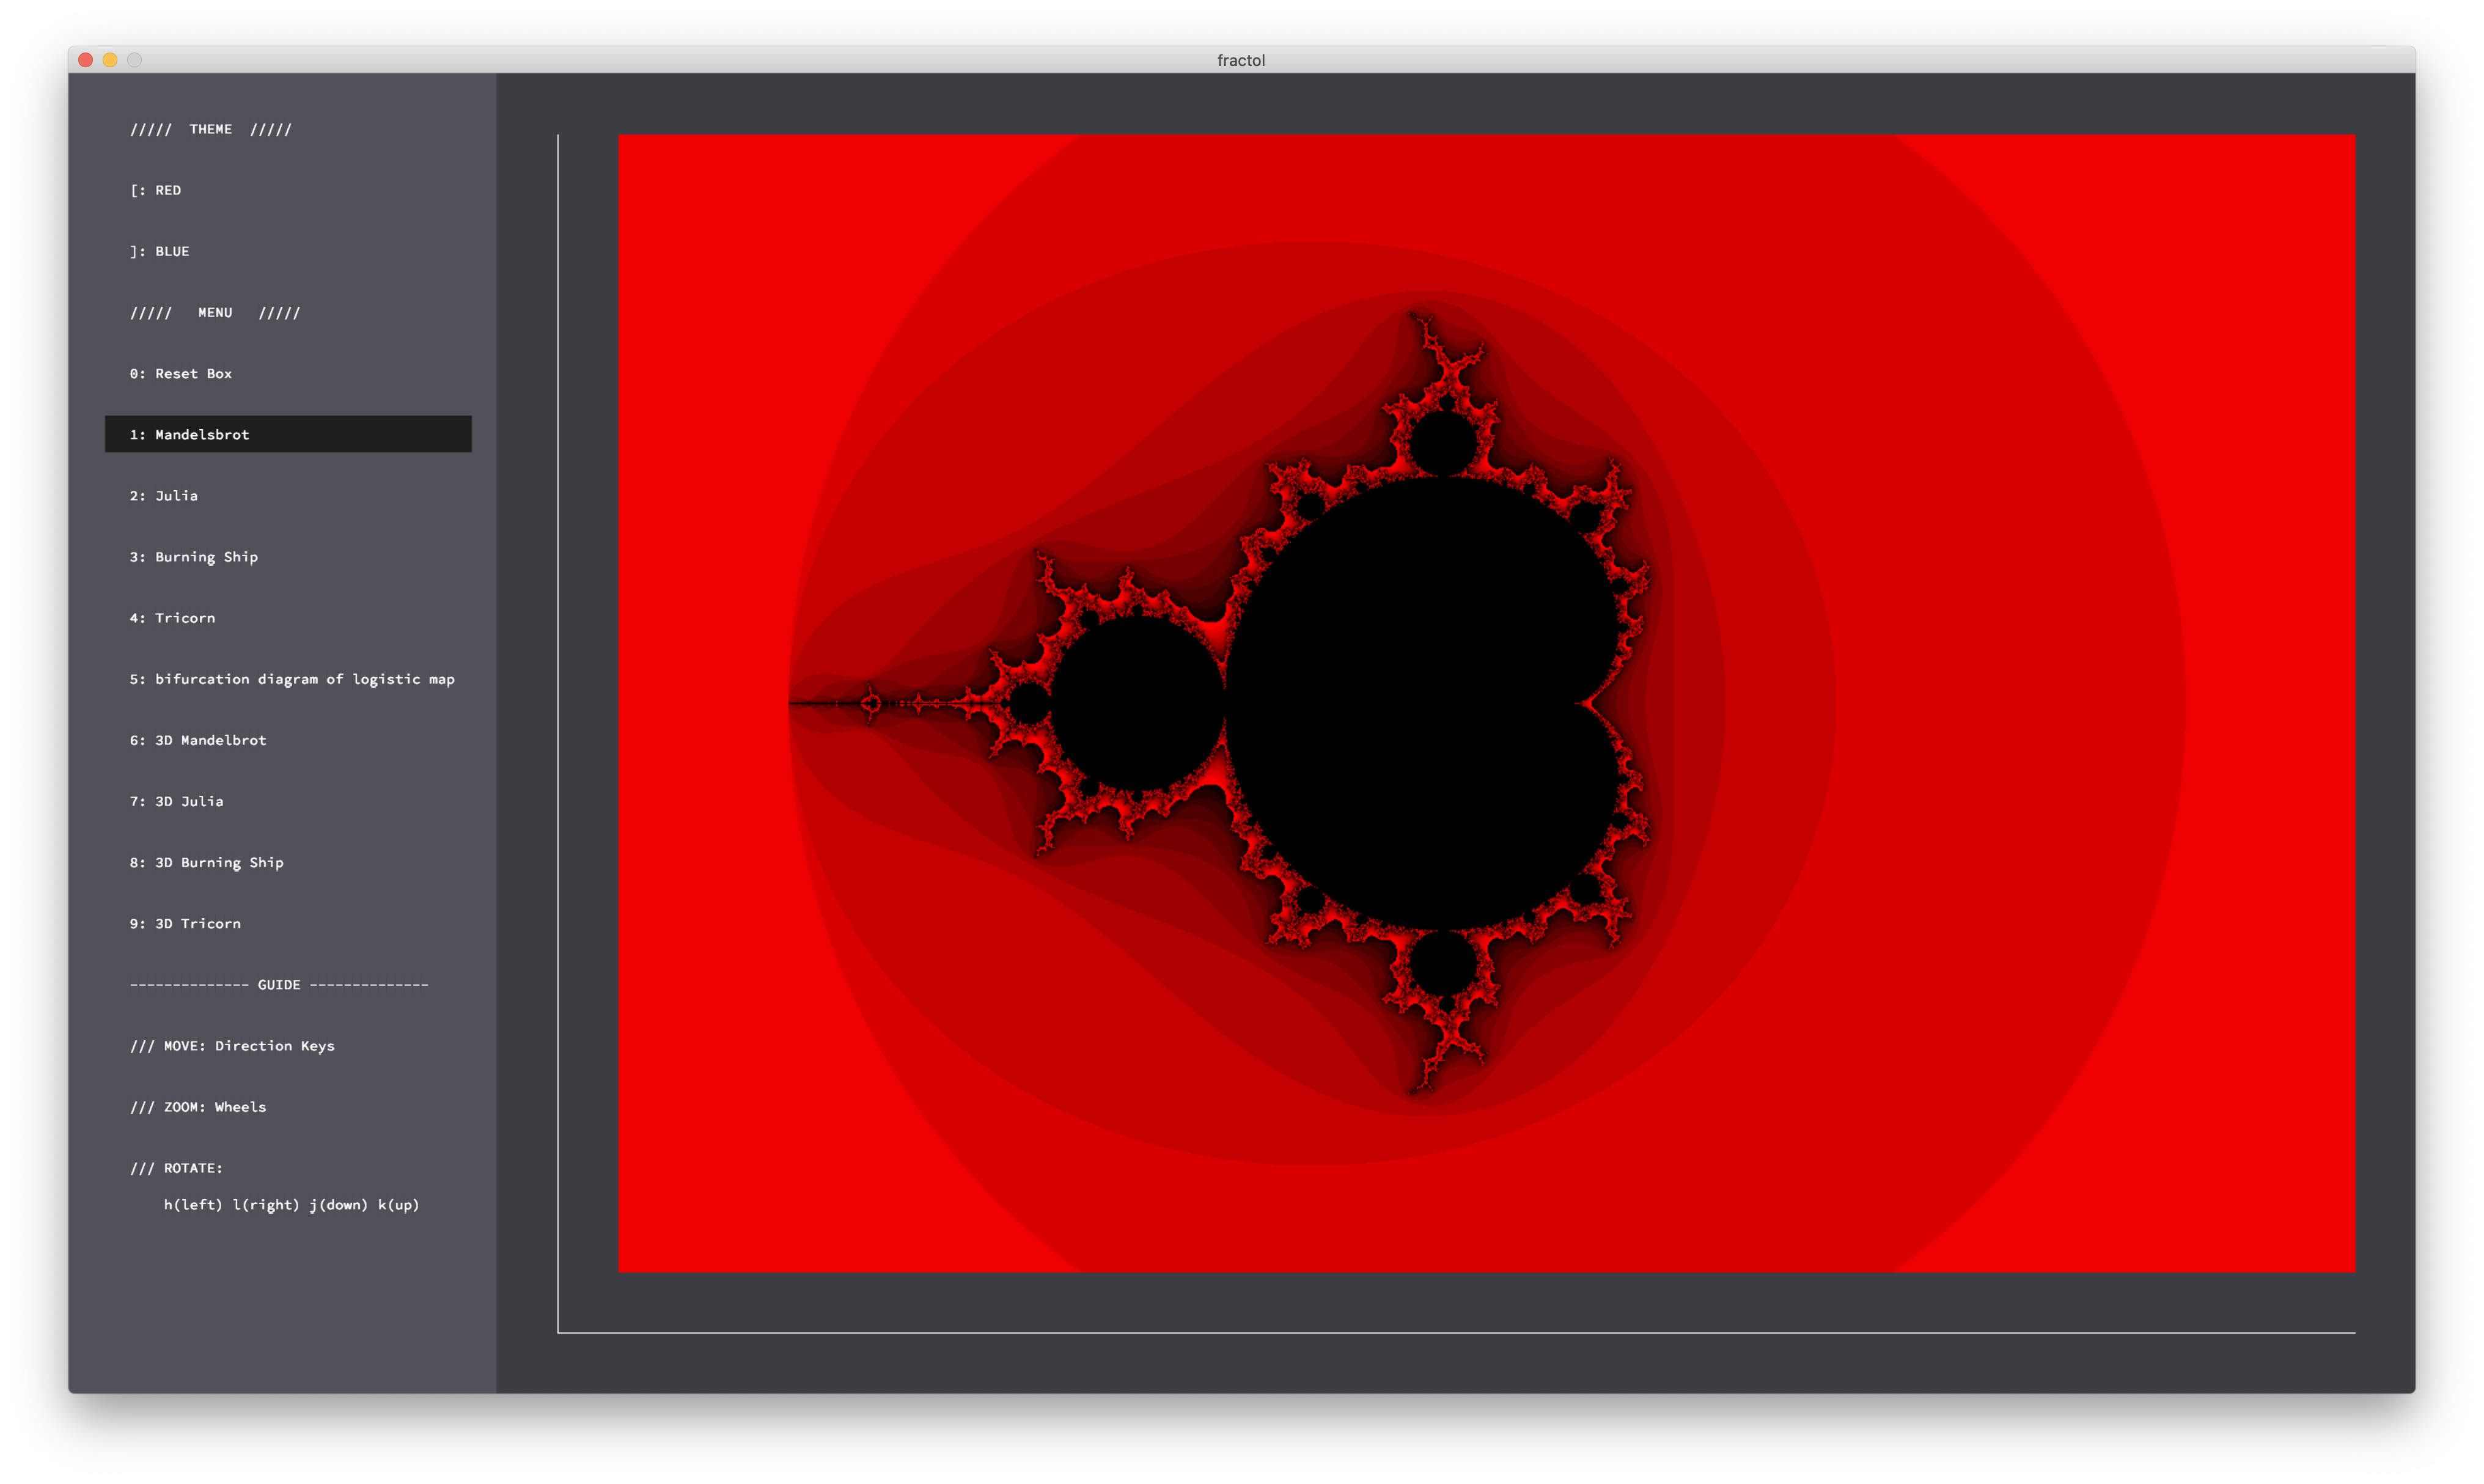 fractol
/////  THEME  /////
[: RED
]: BLUE
/////   MENU   /////
0: Reset Box
1: Mandelsbrot
2: Julia
3: Burning Ship
4: Tricorn
5: bifurcation diagram of logistic map
6: 3D Mandelbrot
7: 3D Julia
8: 3D Burning Ship
9: 3D Tricorn
-------------- GUIDE --------------
/// MOVE: Direction Keys
/// ZOOM: Wheels
/// ROTATE:
    h(left) l(right) j(down) k(up)